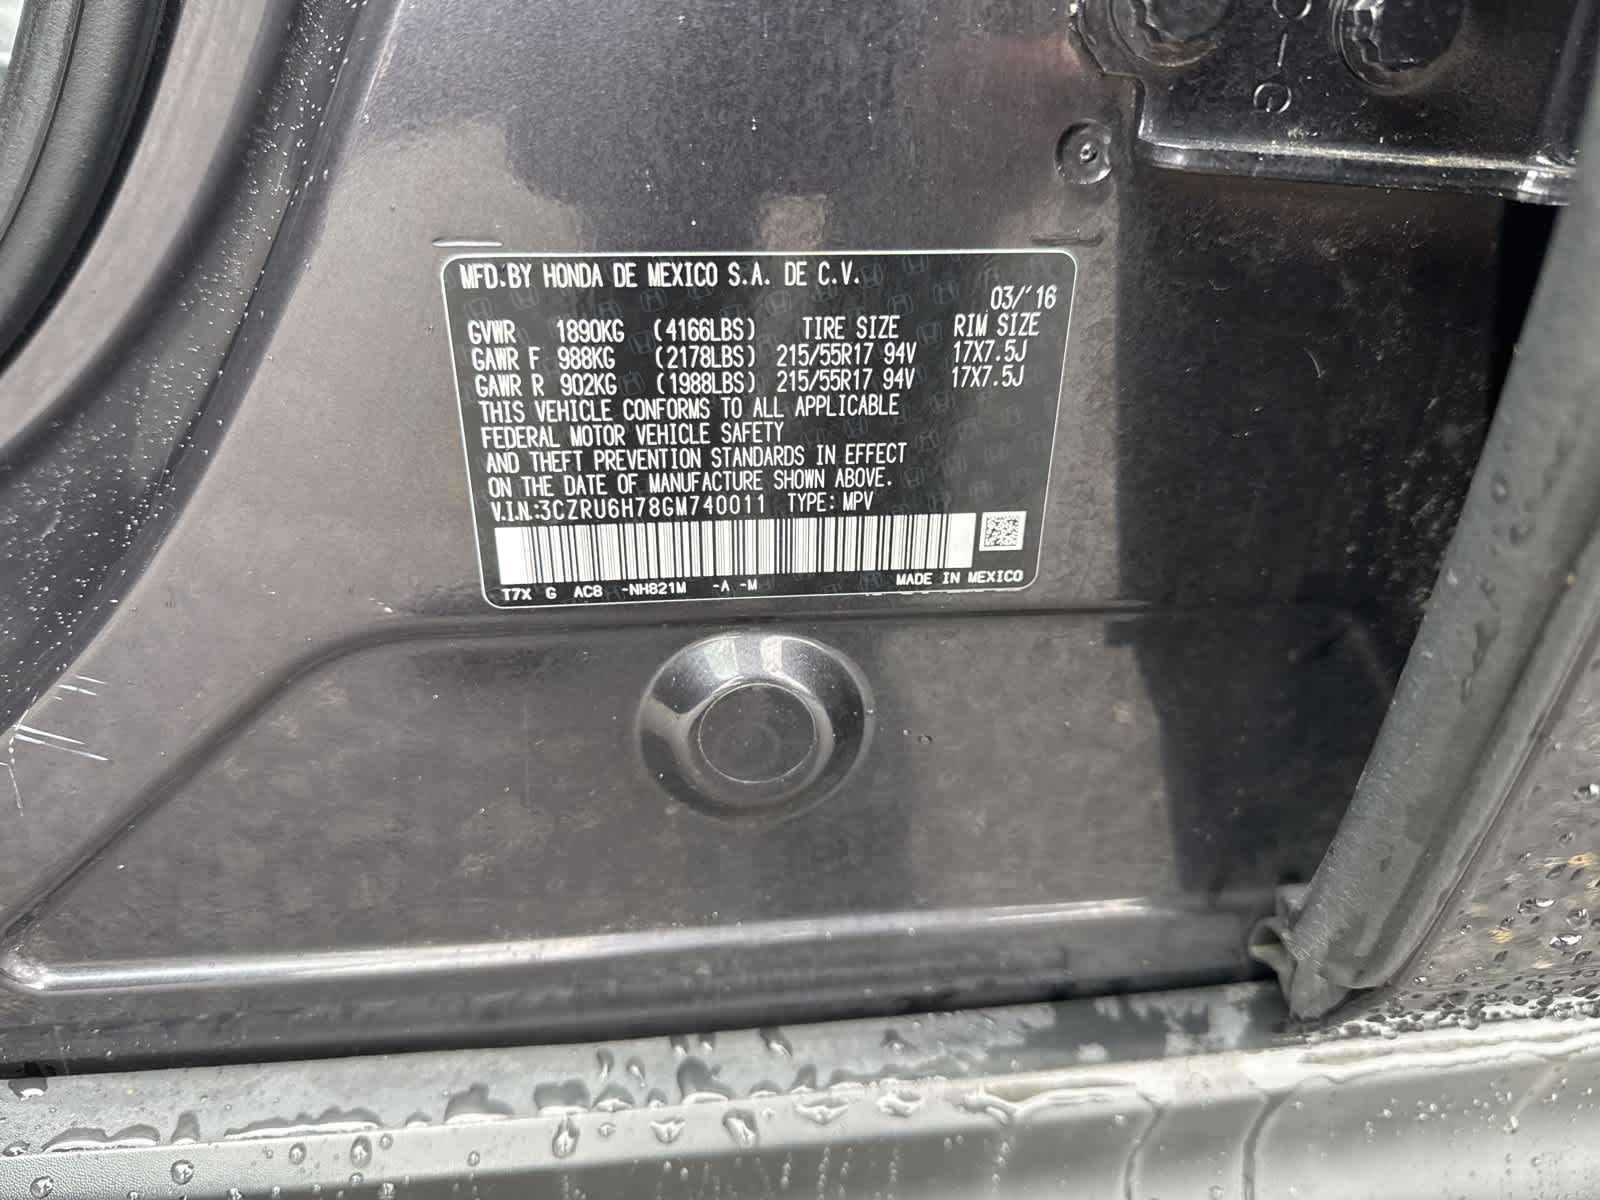 MFD.BY HONDA DE MEXICO S.A. DE C.V.
03/'16
GVWR 1890KG (4166LBS) TIRE SIZE RIM SIZE
GAWR F 988KG (2178LBS) 215/55R17 94V 17X7.5J
GAWR R 902KG (1988LBS) 215/55R17 94V 17X7.5J
THIS VEHICLE CONFORMS TO ALL APPLICABLE
FEDERAL MOTOR VEHICLE SAFETY
AND THEFT PREVENTION STANDARDS IN EFFECT
ON THE DATE OF MANUFACTURE SHOWN ABOVE.
V.I.N.:3CZRU6H78GM740011 TYPE: MPV
T7X G AC8 -NH821M -A -M MADE IN MEXICO